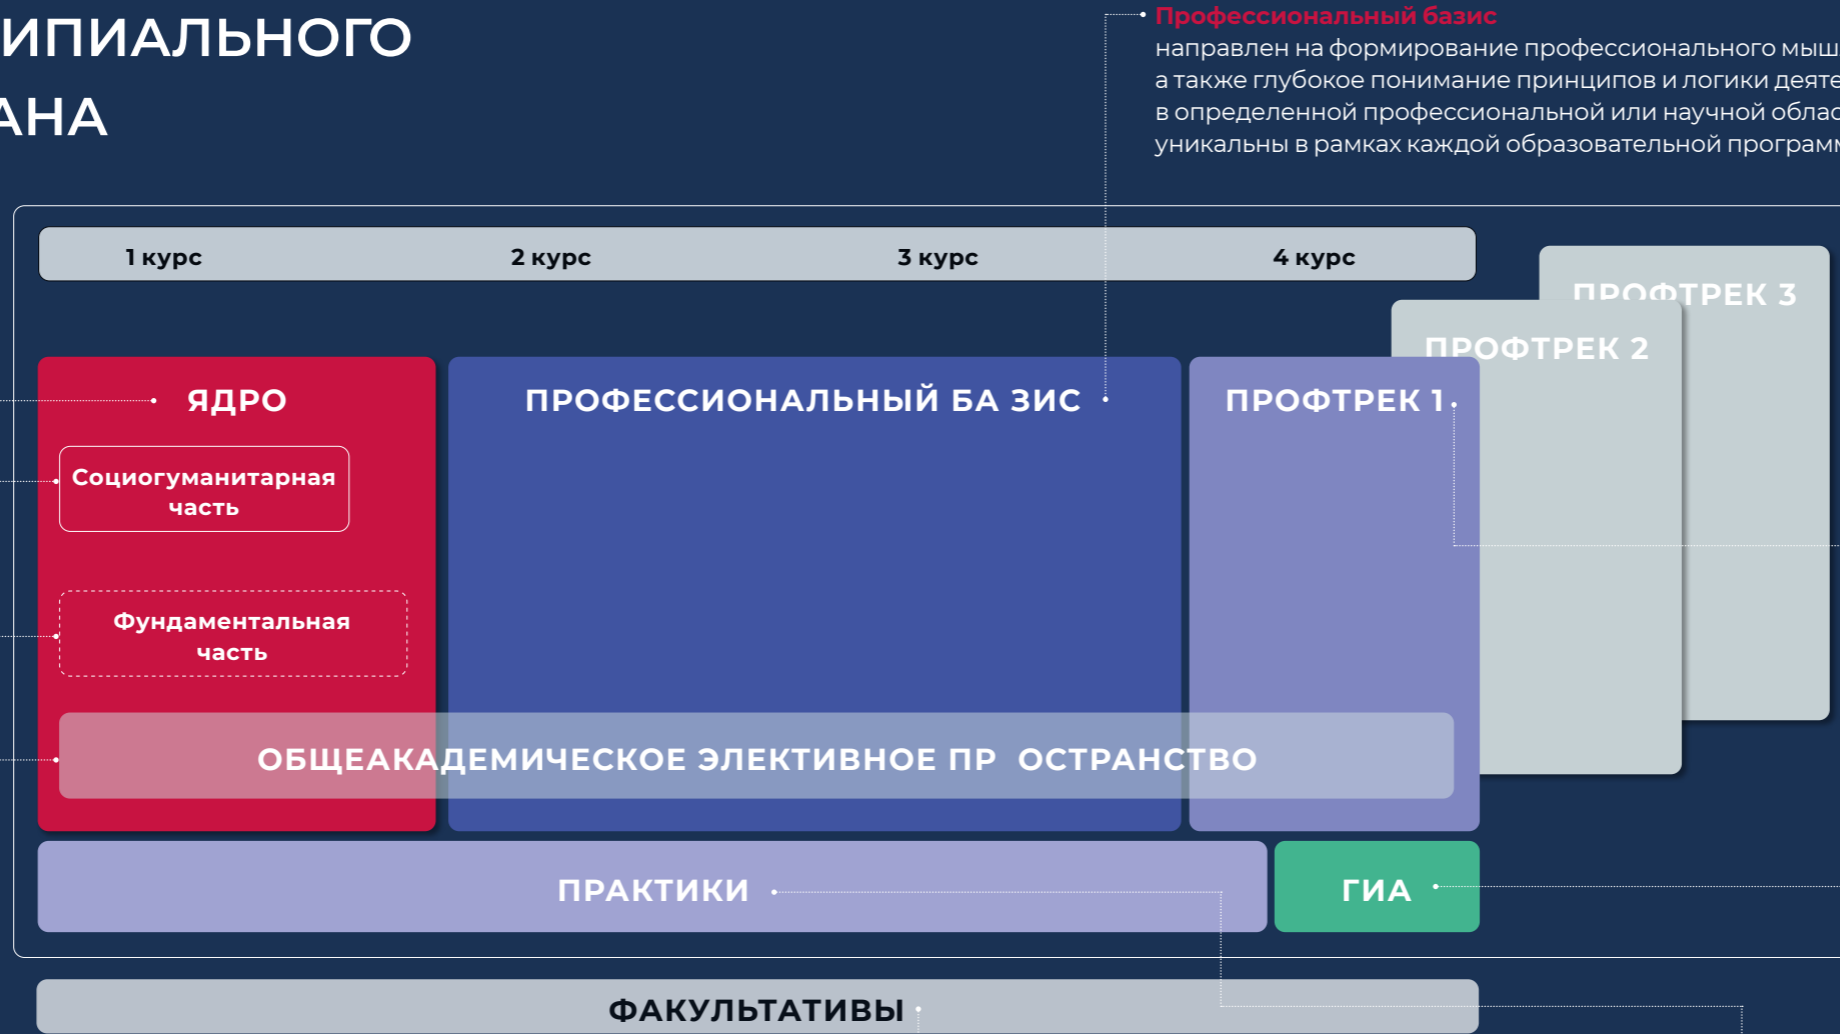 ИПИАЛЬНОГО
АНА
Профессиональный базис
направлен на формирование профессионального мыш
а также глубокое понимание принципов и логики деяте
в определенной профессиональной или научной облас
уникальны в рамках каждой образовательной програм
1 курс 2 курс 3 курс 4 курс
ПРОФТРЕК 3
ПРОФТРЕК 2
ЯДРО ПРОФЕССИОНАЛЬНЫЙ БА ЗИС ПРОФТРЕК 1
Социогуманитарная
часть
Фундаментальная
часть
ОБЩЕАКАДЕМИЧЕСКОЕ ЭЛЕКТИВНОЕ ПР ОСТРАНСТВО
ПРАКТИКИ ГИА
ФАКУЛЬТАТИВЫ